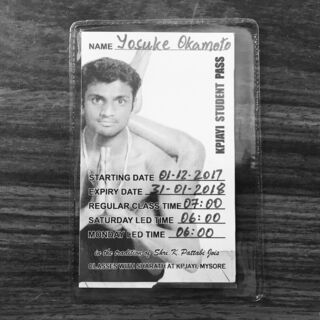 NAME Yosuke Okamoto
KPJAYI STUDENT PASS
STARTING DATE 01-12-2017
EXPIRY DATE 31-01-2018
REGULAR CLASS TIME 07:00
SATURDAY LED TIME 06:00
MONDAY LED TIME 06:00
in the tradition of Shri. K Pattabi Jois
CLASSES WITH SHARATH AT KPJAYI, MYSORE